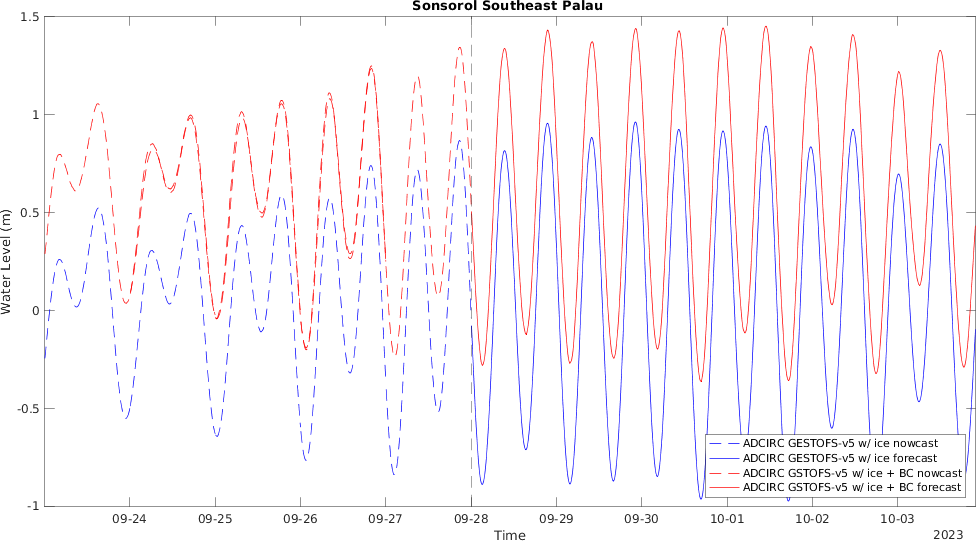 Sonsorol Southeast Palau
1.5
1
0.5
0
-0.5
-1
Water Level (m)
ADCIRC GESTOFS-v5 w/ ice nowcast
ADCIRC GESTOFS-v5 w/ ice forecast
ADCIRC GSTOFS-v5 w/ ice + BC nowcast
ADCIRC GSTOFS-v5 w/ ice + BC forecast
09-24 09-25 09-26 09-27 09-28 09-29 09-30 10-01 10-02 10-03
Time
2023